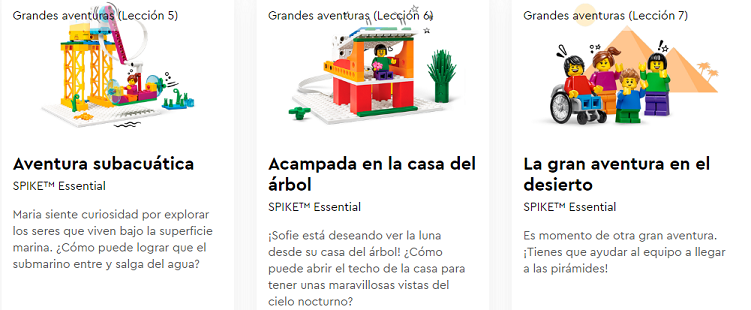 Grandes aventuras (Lección 5)
Aventura subacuática
SPIKE™ Essential
Maria siente curiosidad por explorar
los seres que viven bajo la superficie
marina. ¿Cómo puede lograr que el
submarino entre y salga del agua?
Grandes aventuras (Lección 6)
Acampada en la casa del
árbol
SPIKE™ Essential
¡Sofie está deseando ver la luna
desde su casa del árbol! ¿Cómo
puede abrir el techo de la casa para
tener unas maravillosas vistas del
cielo nocturno?
Grandes aventuras (Lección 7)
La gran aventura en el
desierto
SPIKE™ Essential
Es momento de otra gran aventura.
¡Tienes que ayudar al equipo a llegar
a las pirámides!